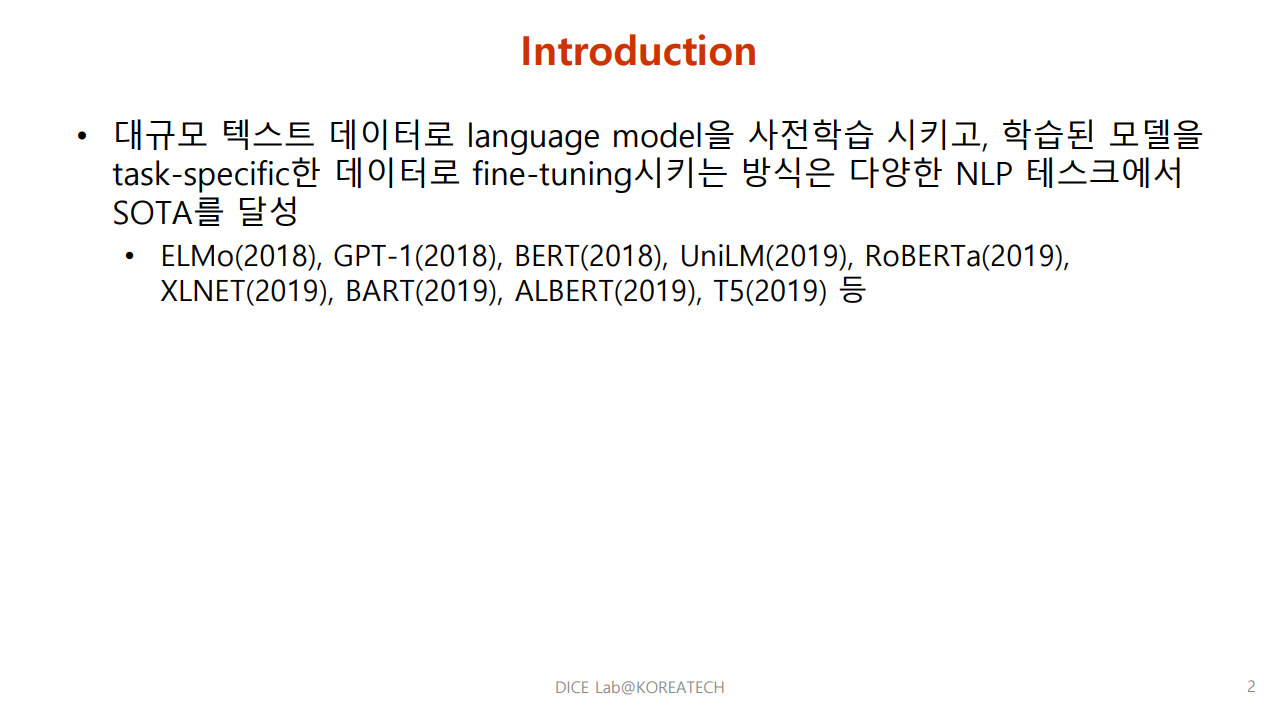 Introduction
• 대규모 텍스트 데이터로 language model을 사전학습 시키고, 학습된 모델을
task-specific한 데이터로 fine-tuning시키는 방식은 다양한 NLP 테스크에서
SOTA를 달성
• ELMo(2018), GPT-1(2018), BERT(2018), UniLM(2019), RoBERTa(2019),
XLNET(2019), BART(2019), ALBERT(2019), T5(2019) 등
DICE Lab@KOREATECH
2